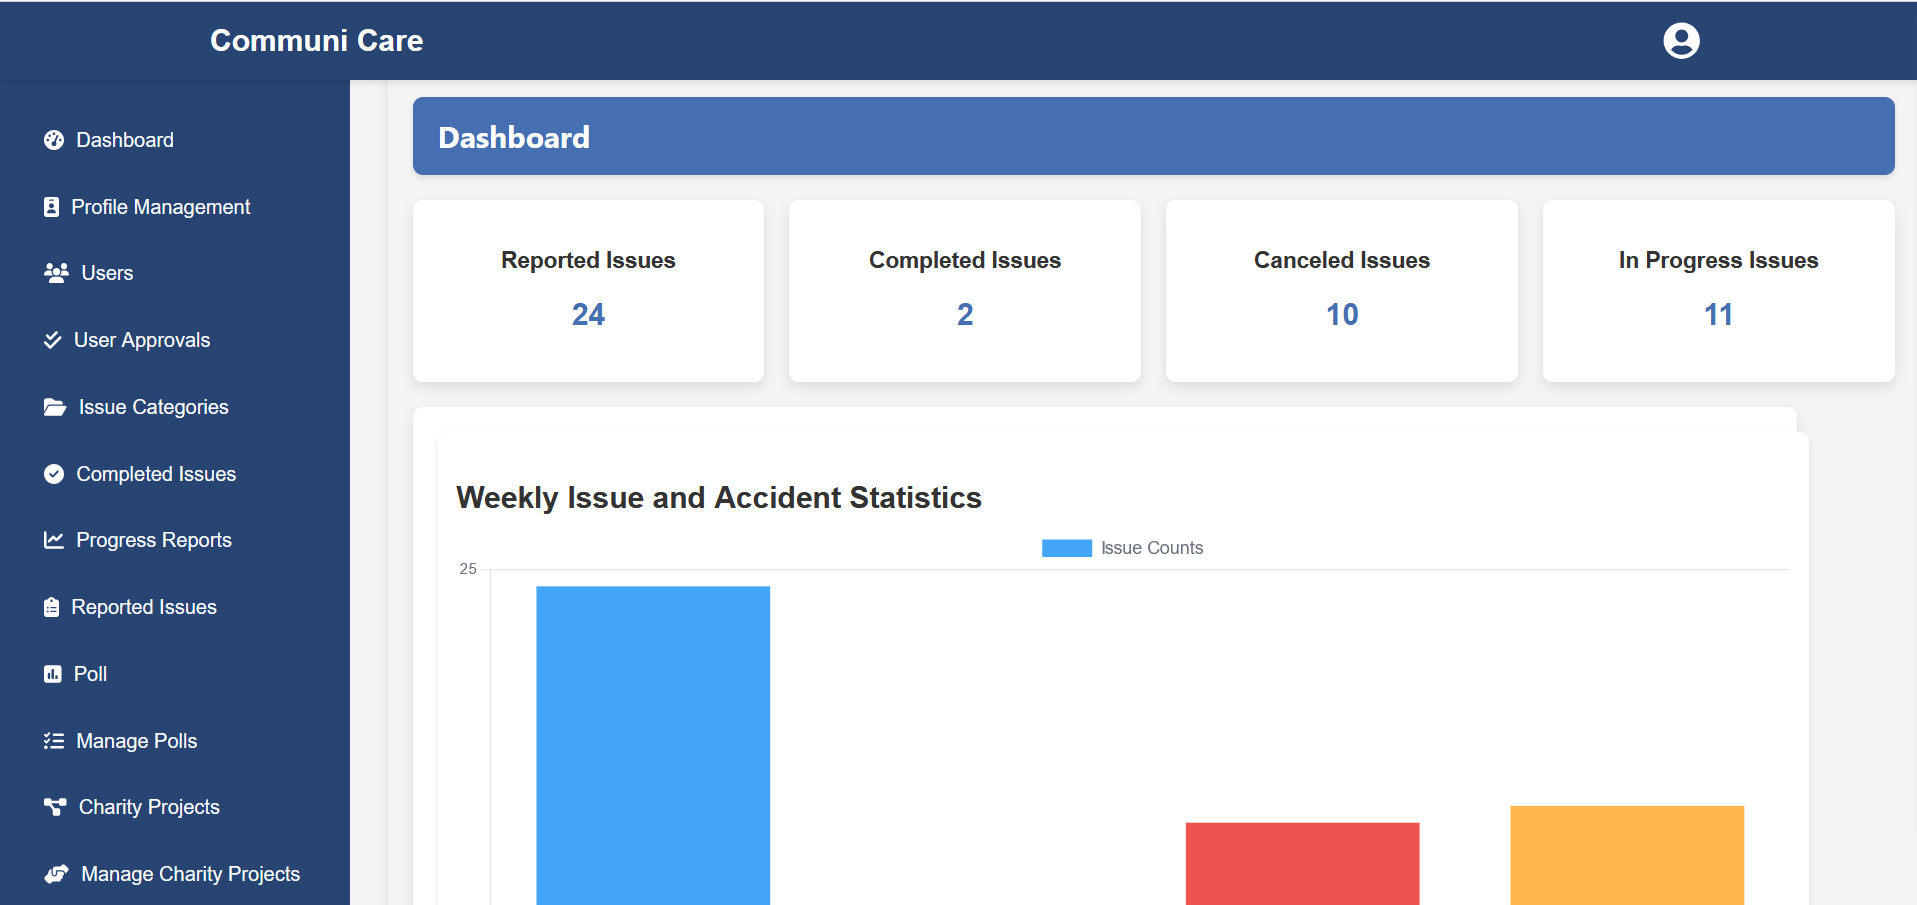 Communi Care
Dashboard
Profile Management
Users
User Approvals
Issue Categories
Completed Issues
Progress Reports
Reported Issues
Poll
Manage Polls
Charity Projects
Manage Charity Projects
Dashboard
Reported Issues
24
Completed Issues
2
Canceled Issues
10
In Progress Issues
11
Weekly Issue and Accident Statistics
Issue Counts
25